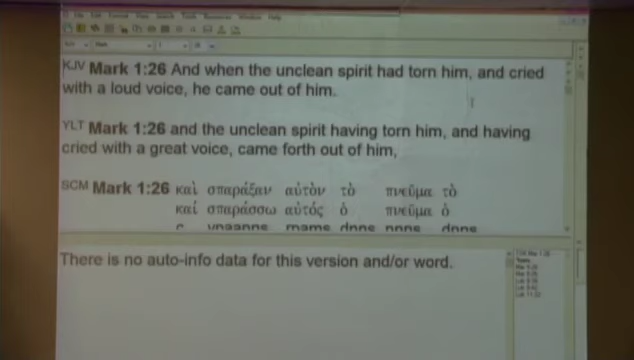 KJV Mark 1:26 And when the unclean spirit had torn him, and cried
with a loud voice, he came out of him.
YLT Mark 1:26 and the unclean spirit having torn him, and having
cried with a great voice, came forth out of him,
SCM Mark 1:26 καὶ σπαράξαν αὐτὸν τὸ πνεῦμα τὸ
καί σπαράσσω αὐτός ὁ πνεῦμα ὁ
There is no auto-info data for this version and/or word.